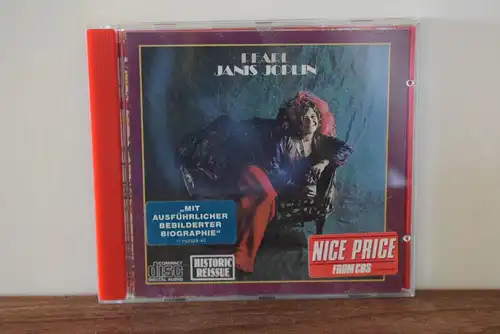 PEARL
JANIS JOPLIN
„MIT
AUSFÜHRLICHER
BEBILDERTER
BIOGRAPHIE“
COMPACT
disc
DIGITAL AUDIO
HISTORIC
REISSUE
NICE PRICE
FROM CBS